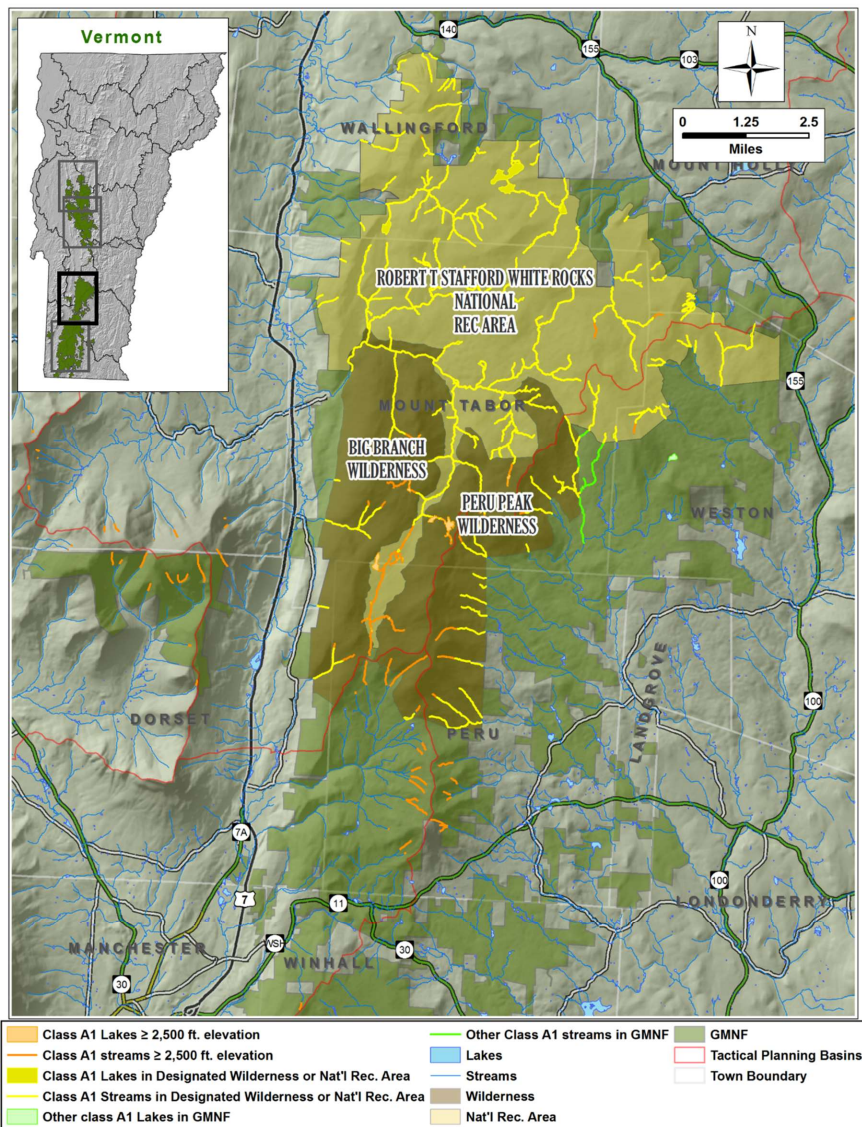 Vermont
N
0 1.25 2.5
Miles
140
155
103
WALLINGFORD
MOUNT HOLLY
ROBERT T STAFFORD WHITE ROCKS
NATIONAL
REC AREA
155
MOUNT TABOR
BIG BRANCH
WILDERNESS
PERU PEAK
WILDERNESS
WESTON
LANDGROVE
100
DORSET
PERU
7A
7
11
100
LONDONDERRY
MANCHESTER
VSH
30
WINHALL
30
Class A1 Lakes ≥ 2,500 ft. elevation
Class A1 streams ≥ 2,500 ft. elevation
Class A1 Lakes in Designated Wilderness or Nat'l Rec. Area
Class A1 Streams in Designated Wilderness or Nat'l Rec. Area
Other class A1 Lakes in GMNF
Other Class A1 streams in GMNF
Lakes
Streams
Wilderness
Nat'l Rec. Area
GMNF
Tactical Planning Basins
Town Boundary